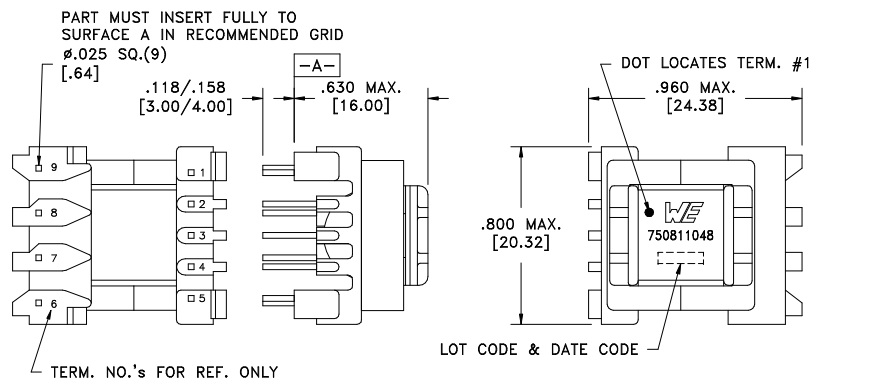 PART MUST INSERT FULLY TO
SURFACE A IN RECOMMENDED GRID
ø.025 SQ.(9)
[.64]
.118/.158
[3.00/4.00]
-A-
.630 MAX.
[16.00]
DOT LOCATES TERM. #1
.960 MAX.
[24.38]
9
8
7
6
1
2
3
4
5
.800 MAX.
[20.32]
WE
750811048
LOT CODE & DATE CODE
TERM. NO.'s FOR REF. ONLY